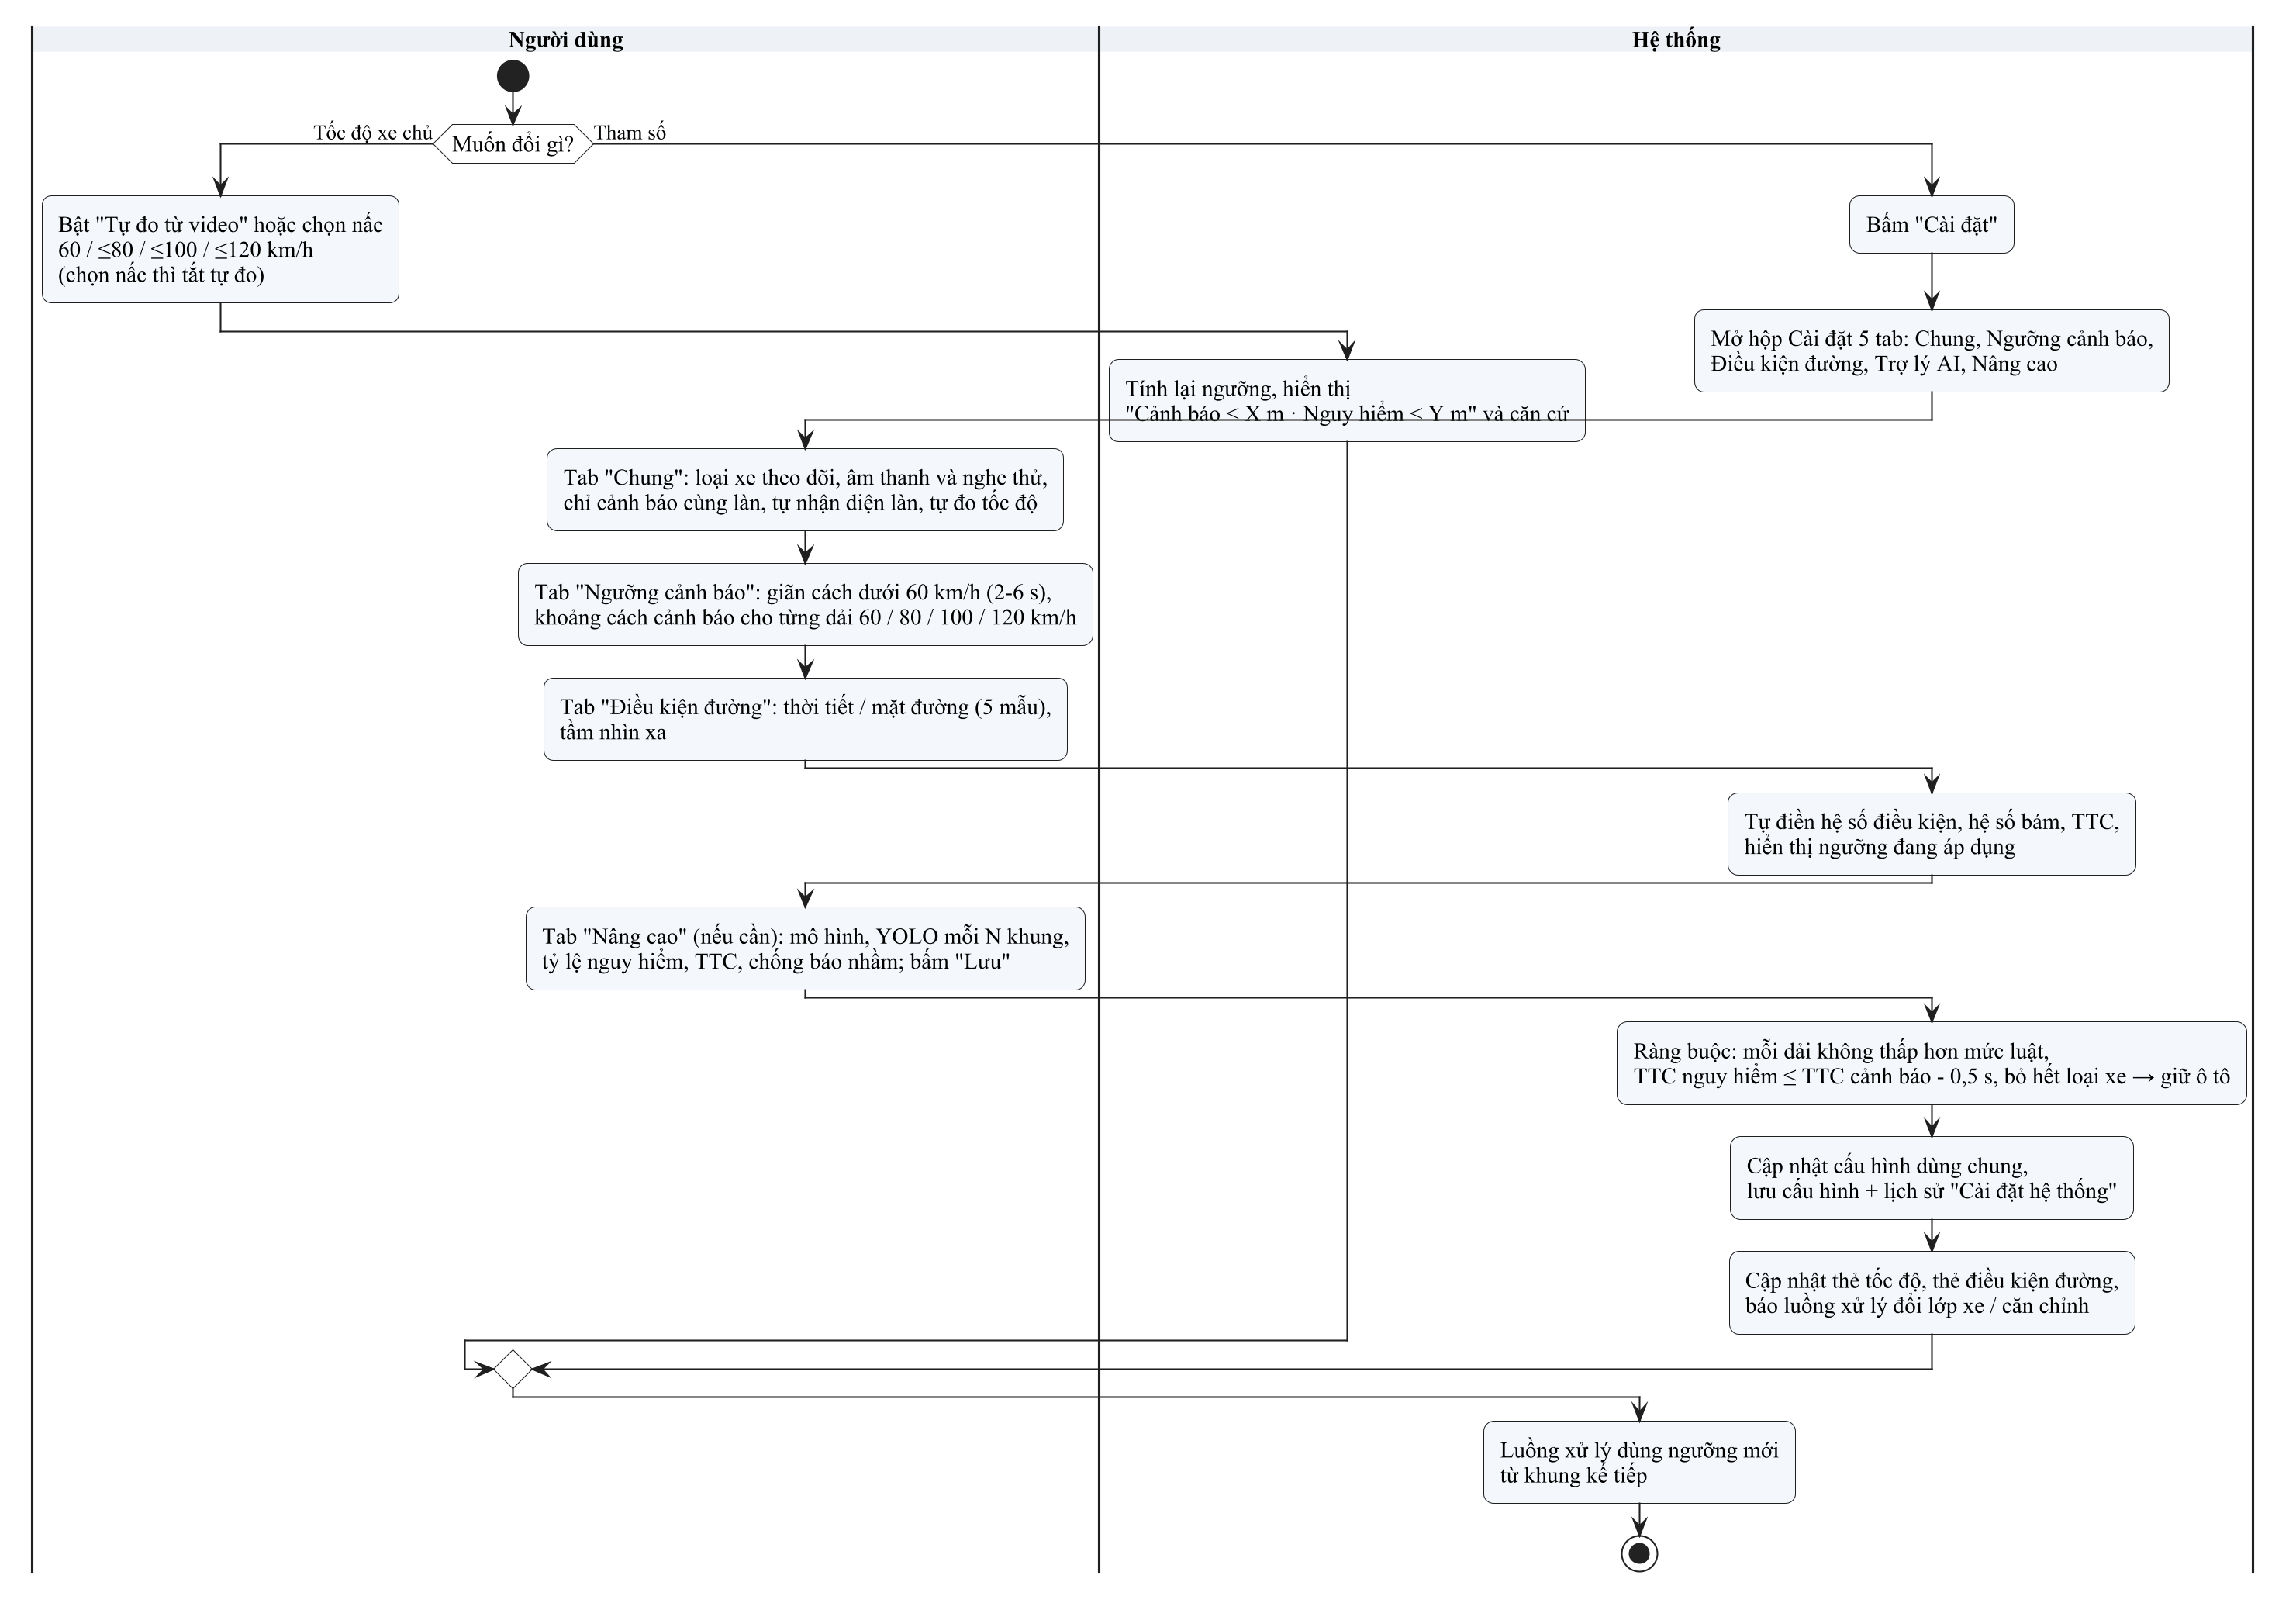 Người dùng
Hệ thống
Tốc độ xe chủ
Muốn đổi gì?
Tham số
Bật "Tự đo từ video" hoặc chọn nấc
60 / ≤80 / ≤100 / ≤120 km/h
(chọn nấc thì tắt tự đo)
Bấm "Cài đặt"
Mở hộp Cài đặt 5 tab: Chung, Ngưỡng cảnh báo,
Điều kiện đường, Trợ lý AI, Nâng cao
Tính lại ngưỡng, hiển thị
"Cảnh báo < X m · Nguy hiểm < Y m" và căn cứ
Tab "Chung": loại xe theo dõi, âm thanh và nghe thử,
chỉ cảnh báo cùng làn, tự nhận diện làn, tự đo tốc độ
Tab "Ngưỡng cảnh báo": giãn cách dưới 60 km/h (2-6 s),
khoảng cách cảnh báo cho từng dải 60 / 80 / 100 / 120 km/h
Tab "Điều kiện đường": thời tiết / mặt đường (5 mẫu),
tầm nhìn xa
Tự điền hệ số điều kiện, hệ số bám, TTC,
hiển thị ngưỡng đang áp dụng
Tab "Nâng cao" (nếu cần): mô hình, YOLO mỗi N khung,
tỷ lệ nguy hiểm, TTC, chống báo nhầm; bấm "Lưu"
Ràng buộc: mỗi dải không thấp hơn mức luật,
TTC nguy hiểm ≤ TTC cảnh báo - 0,5 s, bỏ hết loại xe → giữ ô tô
Cập nhật cấu hình dùng chung,
lưu cấu hình + lịch sử "Cài đặt hệ thống"
Cập nhật thẻ tốc độ, thẻ điều kiện đường,
báo luồng xử lý đổi lớp xe / căn chỉnh
Luồng xử lý dùng ngưỡng mới
từ khung kế tiếp